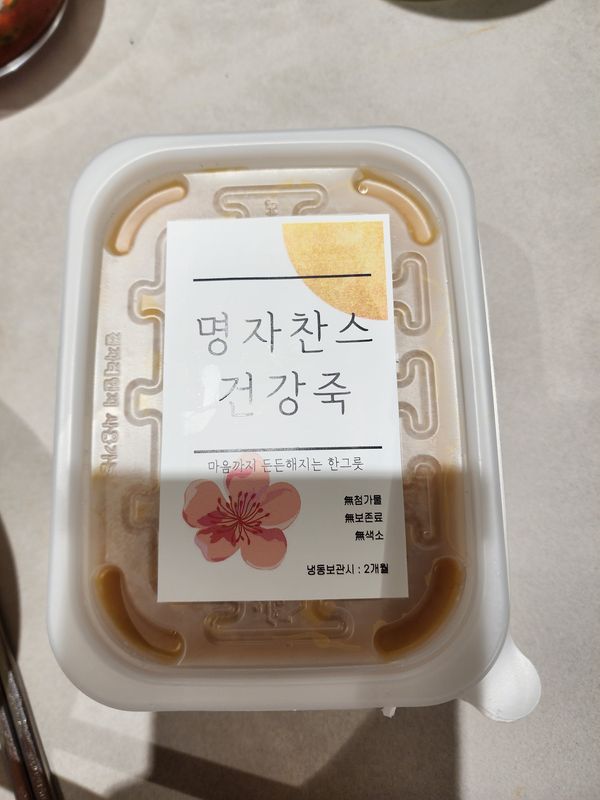 명자찬스
건강죽
마음까지 든든해지는 한그릇
無첨가물
無보존료
無색소
냉동보관시 : 2개월